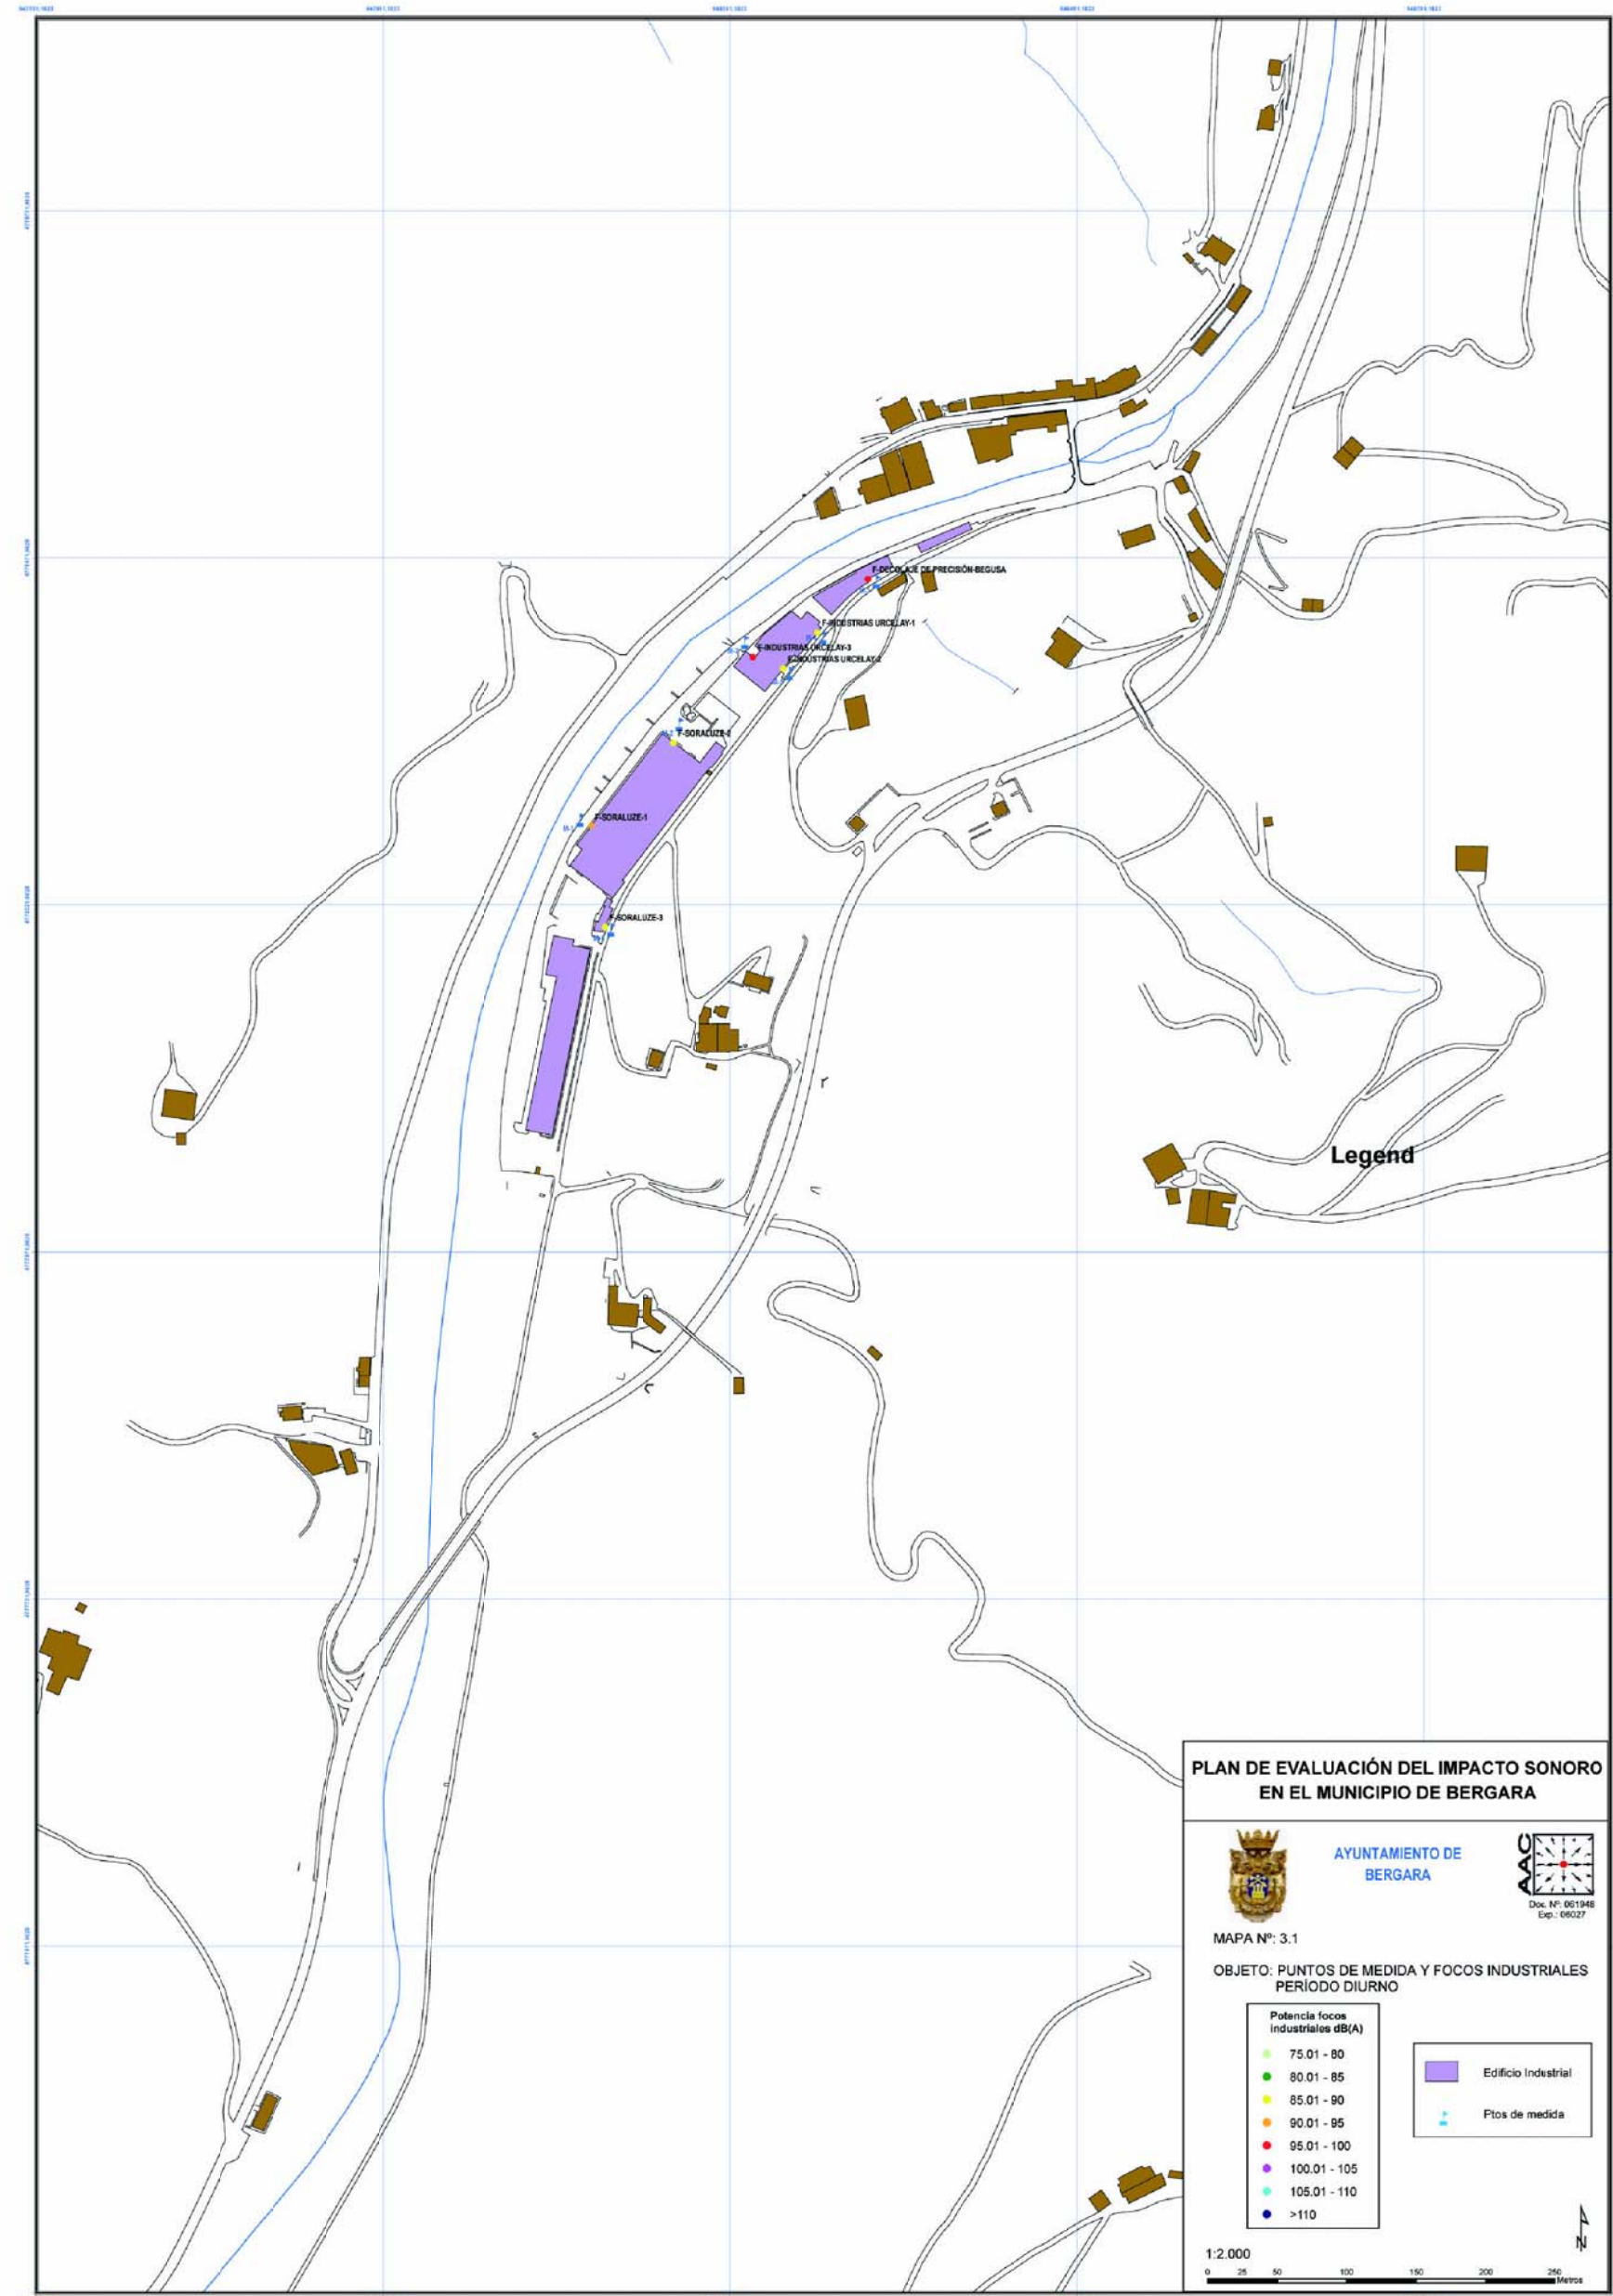 F-DECOLAJE DE PRECISIÓN-BEGUSA
F-INDUSTRIAS URCELAY-1
F-INDUSTRIAS URCELAY-3
F-INDUSTRIAS URCELAY-2
F-SORALUZE-2
F-SORALUZE-1
F-SORALUZE-3
Legend
PLAN DE EVALUACIÓN DEL IMPACTO SONORO
EN EL MUNICIPIO DE BERGARA
AYUNTAMIENTO DE
BERGARA
AAC
Doc. Nº: 061948
Exp.: 06027
MAPA Nº: 3.1
OBJETO: PUNTOS DE MEDIDA Y FOCOS INDUSTRIALES
PERÍODO DIURNO
Potencia focos
industriales dB(A)
75.01 - 80
80.01 - 85
85.01 - 90
90.01 - 95
95.01 - 100
100.01 - 105
105.01 - 110
>110
Edificio Industrial
Ptos de medida
N
1:2.000
0 25 50 100 150 200 250
Metros